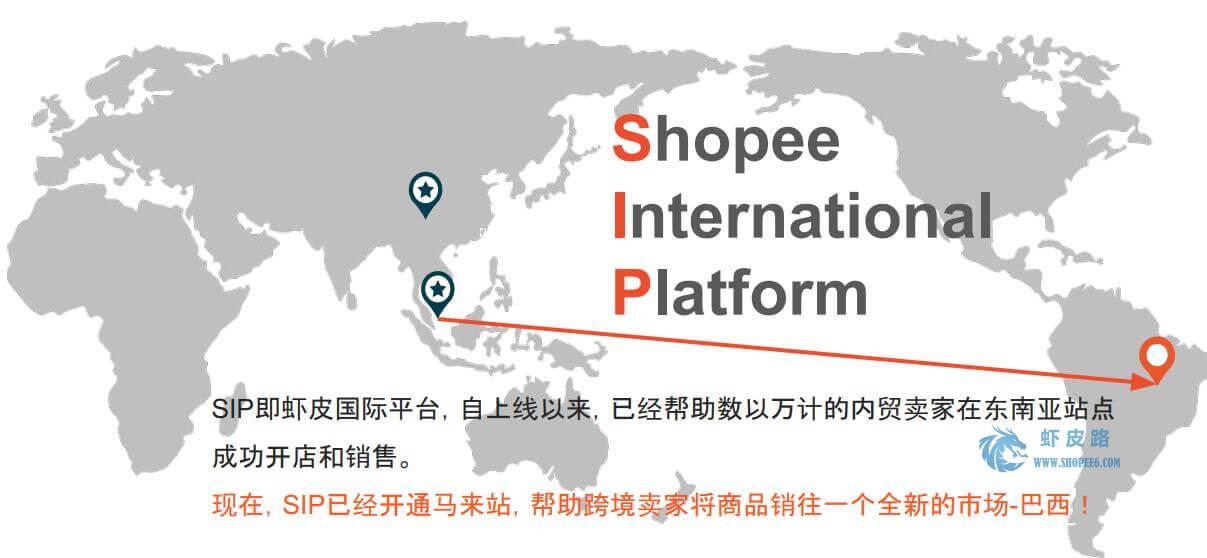 Shopee
International
Platform
SIP即虾皮国际平台, 自上线以来, 已经帮助数以万计的内贸卖家在东南亚站点
成功开店和销售。
虾皮路
WWW.SHOPEE6.COM
现在, SIP已经开通马来站, 帮助跨境卖家将商品销往一个全新的市场-巴西！